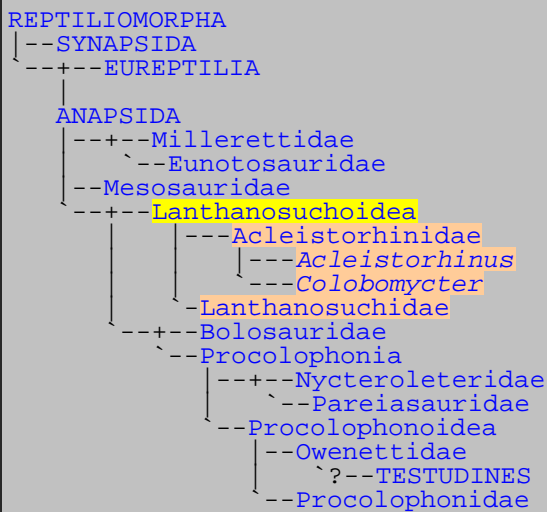 REPTILIOMORPHA
|--SYNAPSIDA
`--+--EUREPTILIA
   |
   ANAPSIDA
   |--+--Millerettidae
   |  `--Eunotosauridae
   |--Mesosauridae
   `--+--Lanthanosuchoidea
      |   |---Acleistorhinidae
      |   |   |---Acleistorhinus
      |   |   `---Colobomycter
      |   `-Lanthanosuchidae
      `--+--Bolosauridae
         `--Procolophonia
            |--+--Nycteroleteridae
            |  `--Pareiasauridae
            `--Procolophonoidea
               |--Owenettidae
               |   `?--TESTUDINES
               `--Procolophonidae